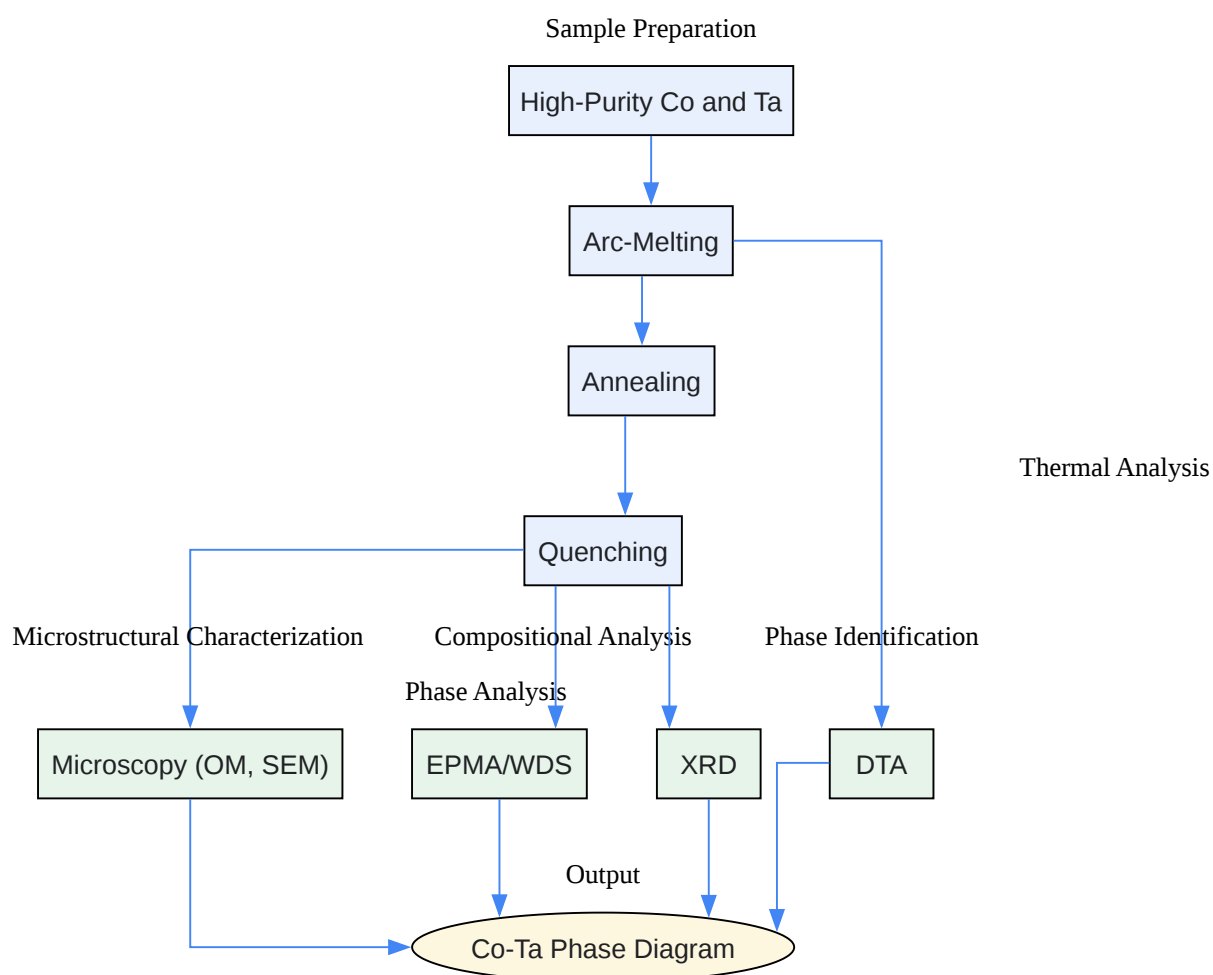 Sample Preparation
High-Purity Co and Ta
Arc-Melting
Annealing
Thermal Analysis
Quenching
Microstructural Characterization
Compositional Analysis
Phase Identification
Phase Analysis
Microscopy (OM, SEM)
EPMA/WDS
XRD
DTA
Output
Co-Ta Phase Diagram